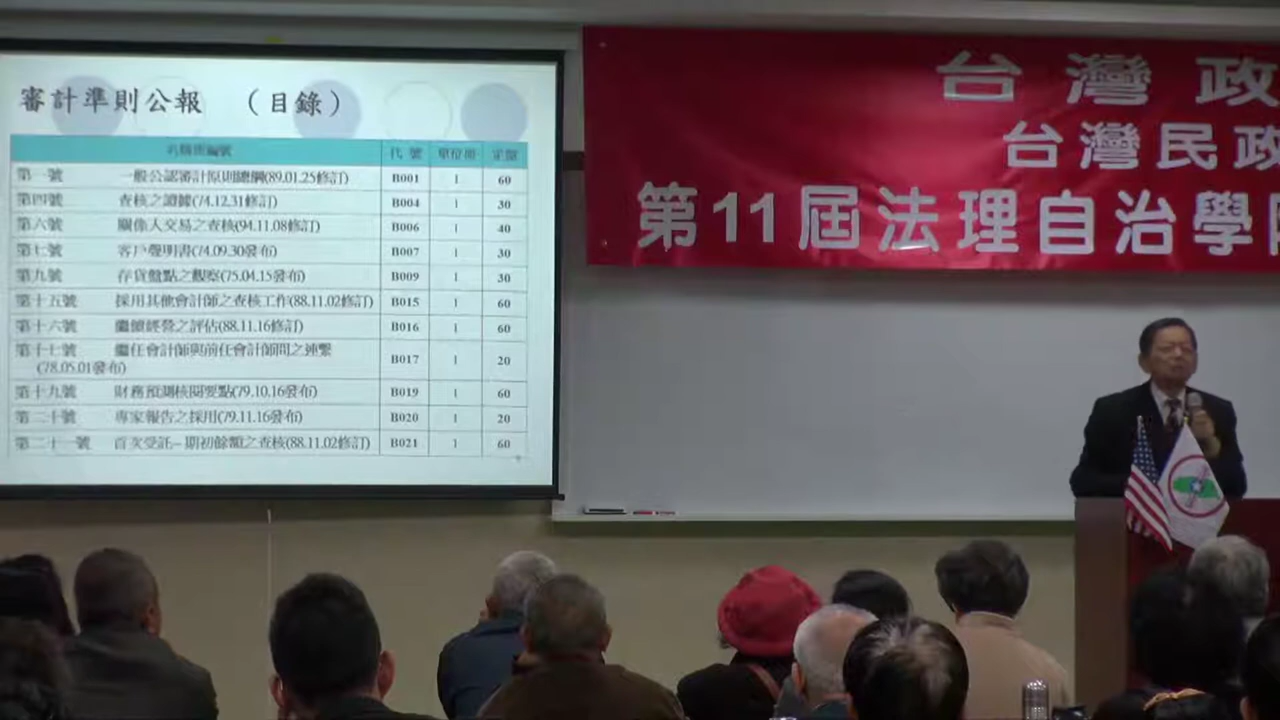 審計準則公報 （目錄）
代 號
第一號 一般公認審計原則總綱(89.01.25修訂) B001 1 60
第四號 查核之證據(74.12.31修訂) B004 1 30
第六號 關係人交易之查核(94.11.08修訂) B006 1 40
第七號 客戶聲明書(74.09.30發布) B007 1 30
第九號 存貨盤點之觀察(75.04.15發布) B009 1 30
第十五號 採用其他會計師之查核工作(88.11.02修訂) B015 1 60
第十六號 繼續經營之評估(88.11.16修訂) B016 1 60
第十七號 繼任會計師與前任會計師間之連繫
(78.05.01發布) B017 1 20
第十九號 財務預測核閱要點(79.10.16發布) B019 1 60
第二十號 專家報告之採用(79.11.16發布) B020 1 20
第二十一號 首次受託－期初餘額之查核(88.11.02修訂) B021 1 60
台灣政
台灣民政
第11屆法理自治學